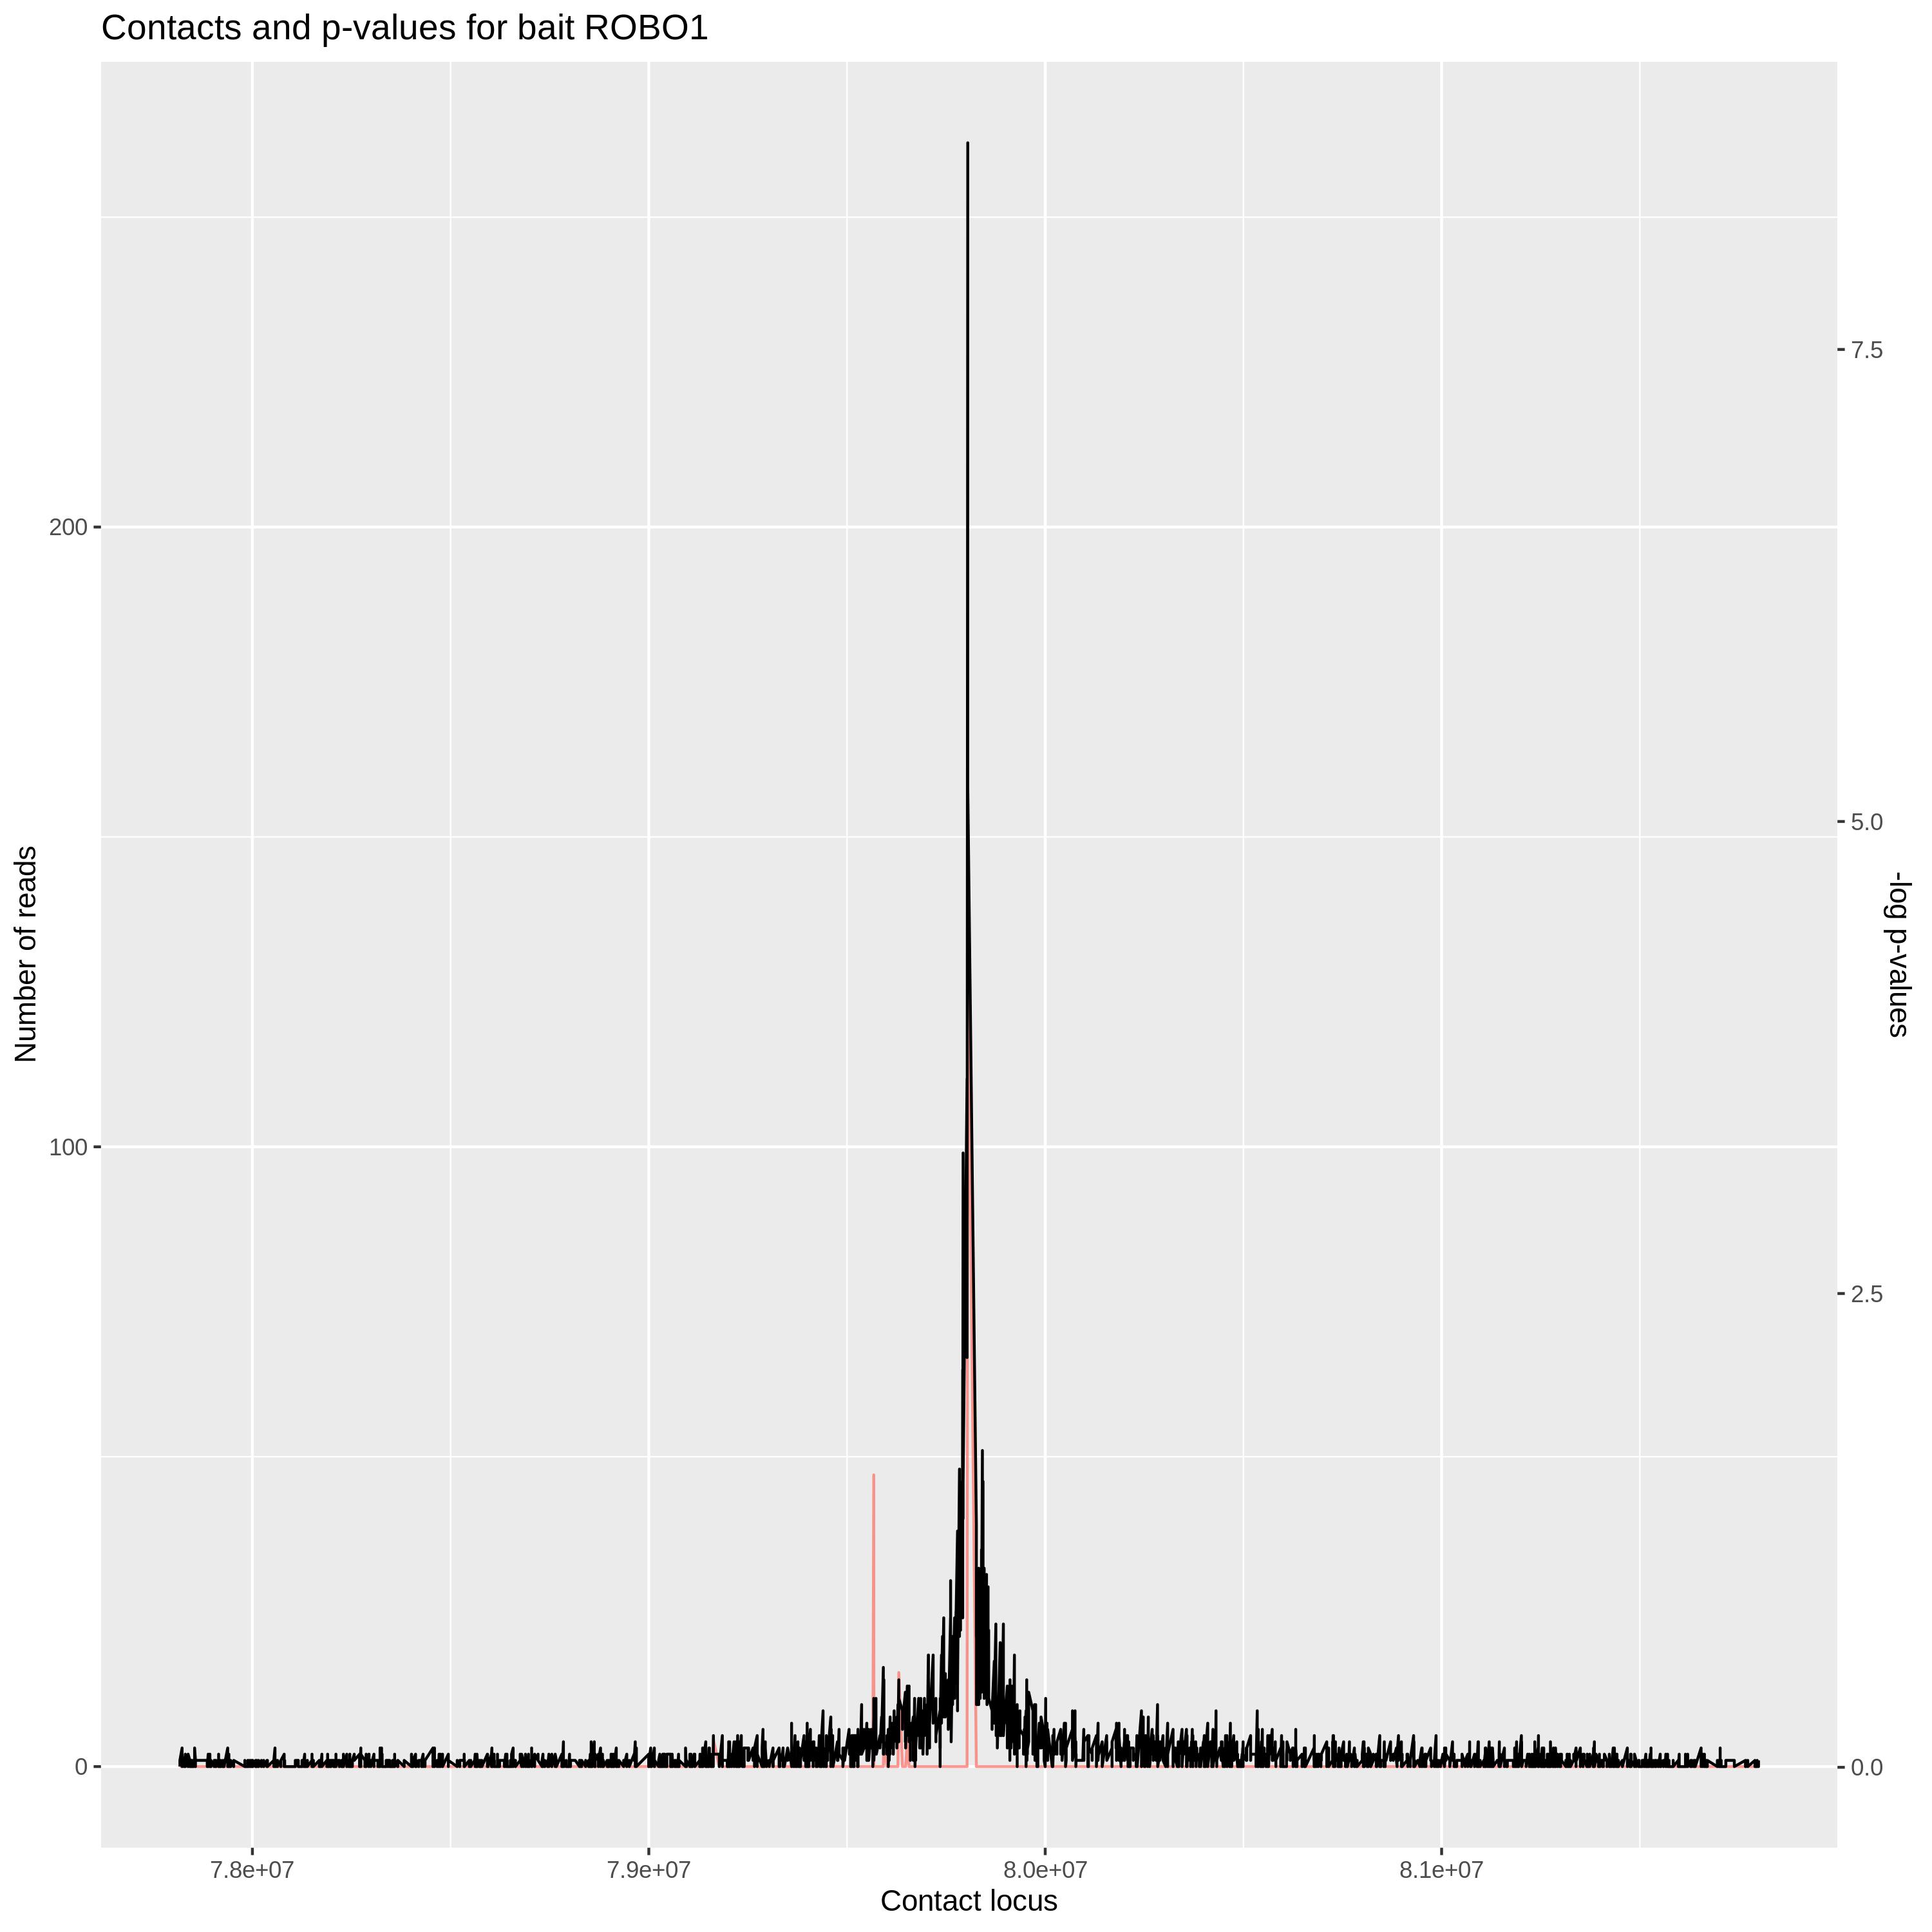 Contacts and p-values for bait ROBO1
Number of reads
200
100
0
7.5
5.0
2.5
0.0
-log p-values
7.8e+07
7.9e+07
8.0e+07
8.1e+07
Contact locus